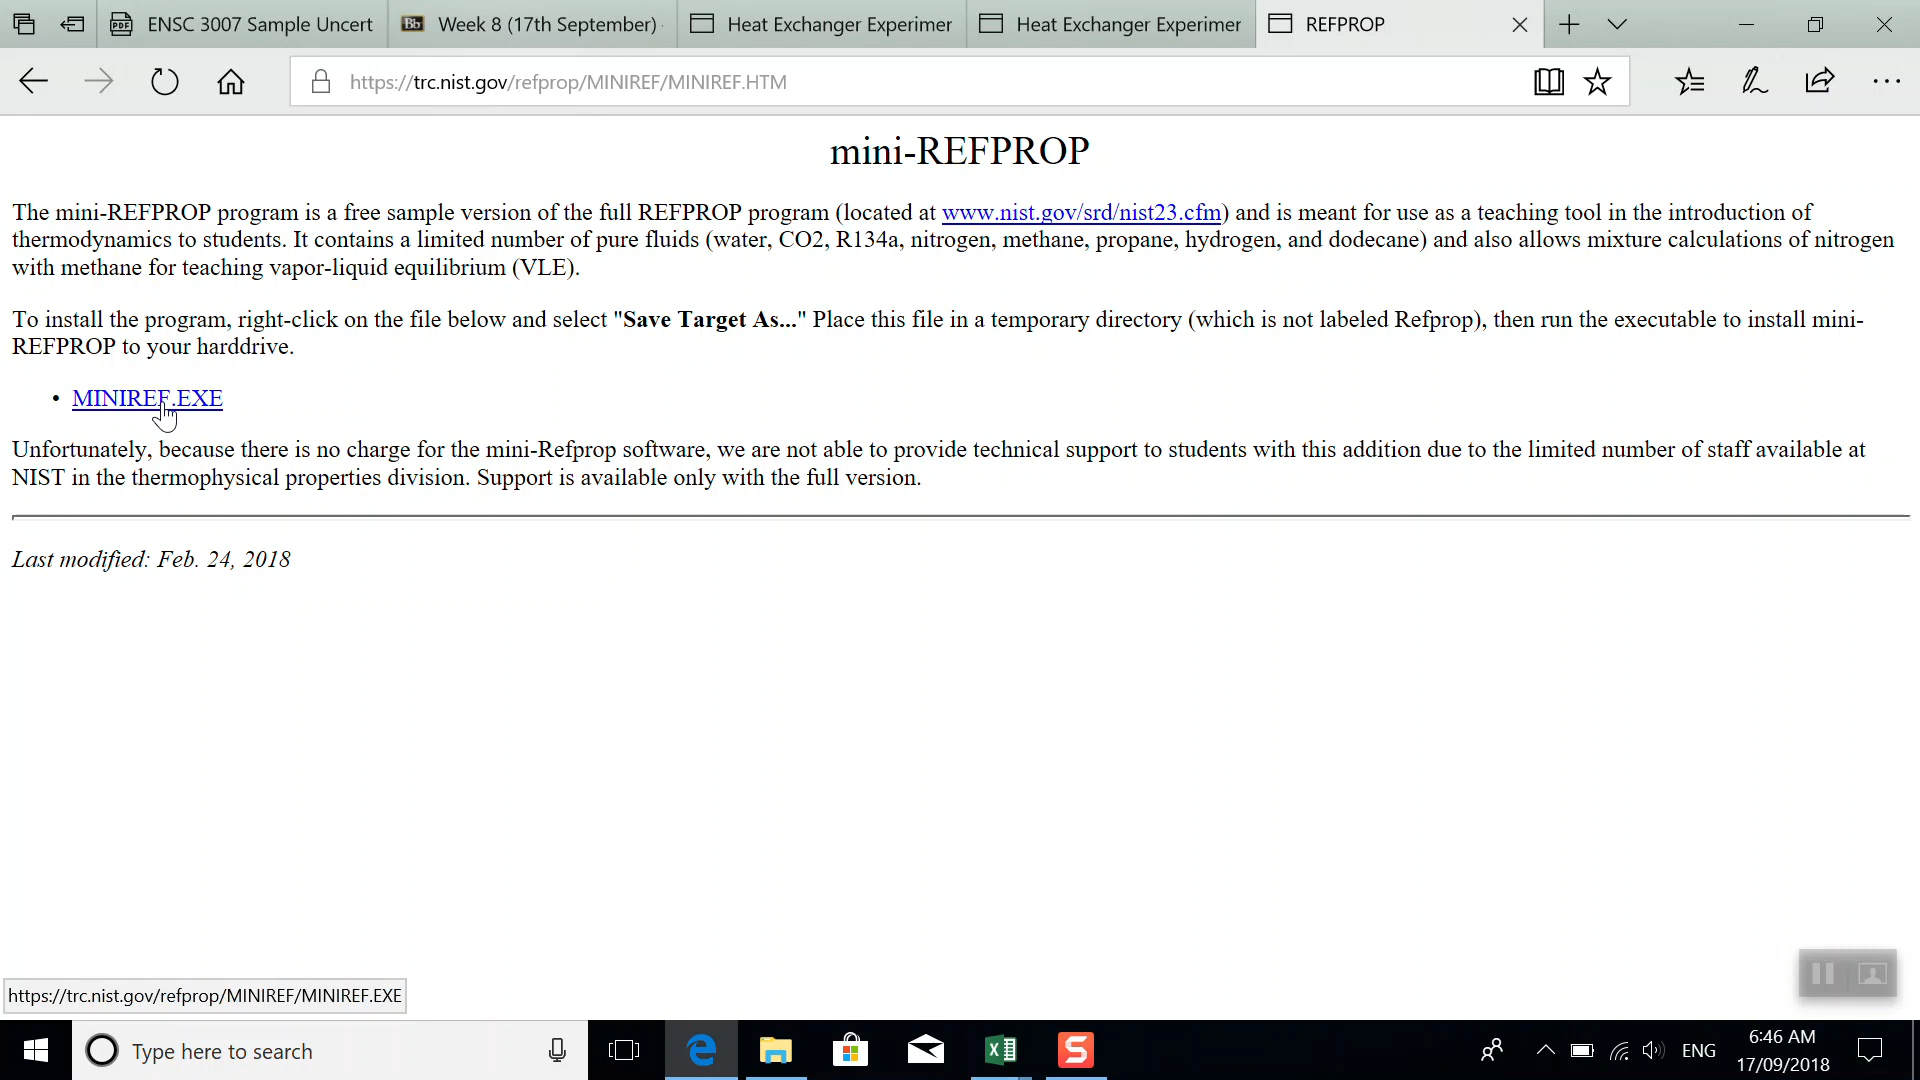 ENSC 3007 Sample Uncert
Week 8 (17th September)
Heat Exchanger Experimer
Heat Exchanger Experimer
REFPROP
https://trc.nist.gov/refprop/MINIREF/MINIREF.HTM
mini-REFPROP
The mini-REFPROP program is a free sample version of the full REFPROP program (located at www.nist.gov/srd/nist23.cfm) and is meant for use as a teaching tool in the introduction of
thermodynamics to students. It contains a limited number of pure fluids (water, CO2, R134a, nitrogen, methane, propane, hydrogen, and dodecane) and also allows mixture calculations of nitrogen
with methane for teaching vapor-liquid equilibrium (VLE).
To install the program, right-click on the file below and select "Save Target As..." Place this file in a temporary directory (which is not labeled Refprop), then run the executable to install mini-
REFPROP to your harddrive.
• MINIREF.EXE
Unfortunately, because there is no charge for the mini-Refprop software, we are not able to provide technical support to students with this addition due to the limited number of staff available at
NIST in the thermophysical properties division. Support is available only with the full version.
Last modified: Feb. 24, 2018
https://trc.nist.gov/refprop/MINIREF/MINIREF.EXE
Type here to search
ENG
6:46 AM
17/09/2018